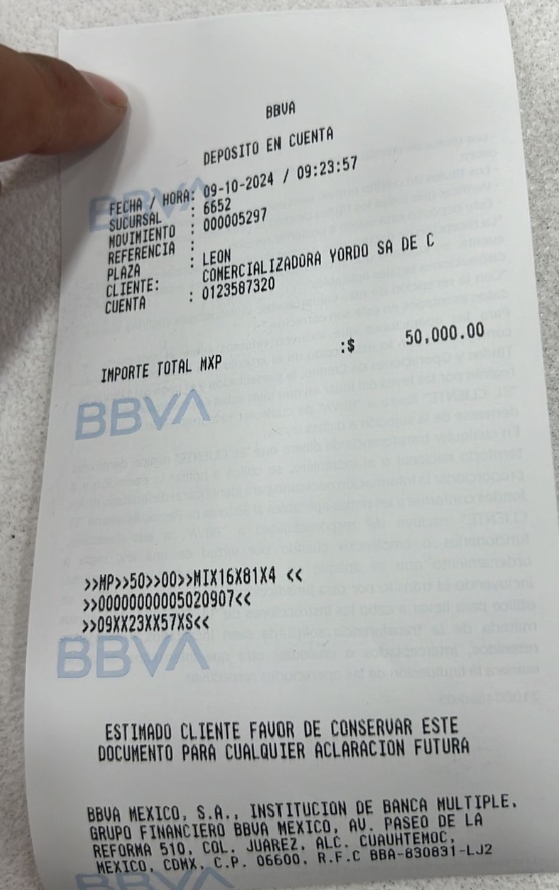 BBVA
DEPOSITO EN CUENTA
FECHA / HORA: 09-10-2024 / 09:23:57
SUCURSAL : 6652
MOVIMIENTO : 000005297
REFERENCIA :
PLAZA : LEON
CLIENTE: COMERCIALIZADORA YORDO SA DE C
CUENTA : 0123587320
IMPORTE TOTAL MXP :$ 50,000.00
BBVA
>>MP>>50>>00>>MIX16X81X4 <<
>>00000000005020907<<
>>09XX23XX57XS<<
BBVA
ESTIMADO CLIENTE FAVOR DE CONSERVAR ESTE
DOCUMENTO PARA CUALQUIER ACLARACION FUTURA
BBVA MEXICO, S.A., INSTITUCION DE BANCA MULTIPLE,
GRUPO FINANCIERO BBVA MEXICO, AV. PASEO DE LA
REFORMA 510, COL. JUAREZ, ALC. CUAUHTEMOC,
MEXICO, CDMX, C.P. 06600, R.F.C BBA-830831-LJ2
BBVA